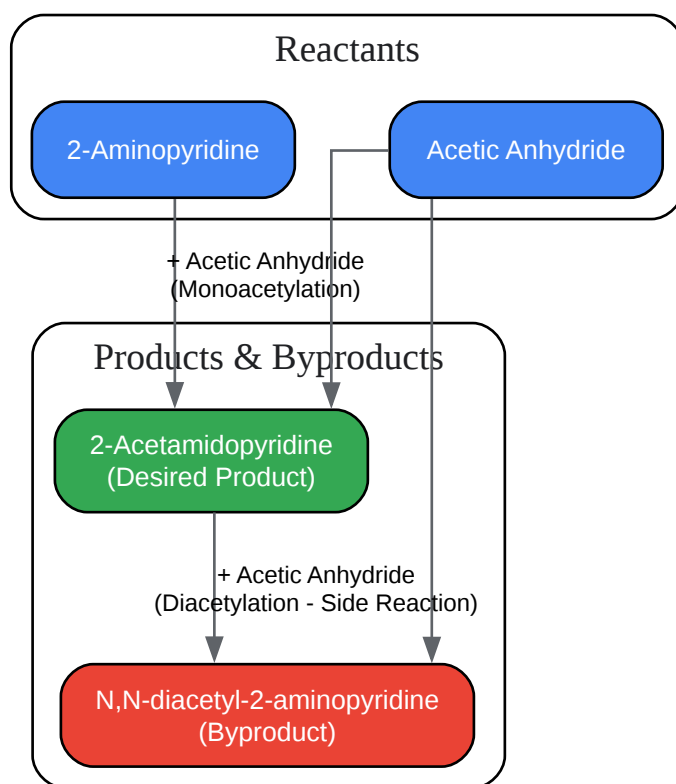 Reactants
2-Aminopyridine
Acetic Anhydride
+ Acetic Anhydride
(Monoacetylation)
Products & Byproducts
2-Acetamidopyridine
(Desired Product)
+ Acetic Anhydride
(Diacetylation - Side Reaction)
N,N-diacetyl-2-aminopyridine
(Byproduct)